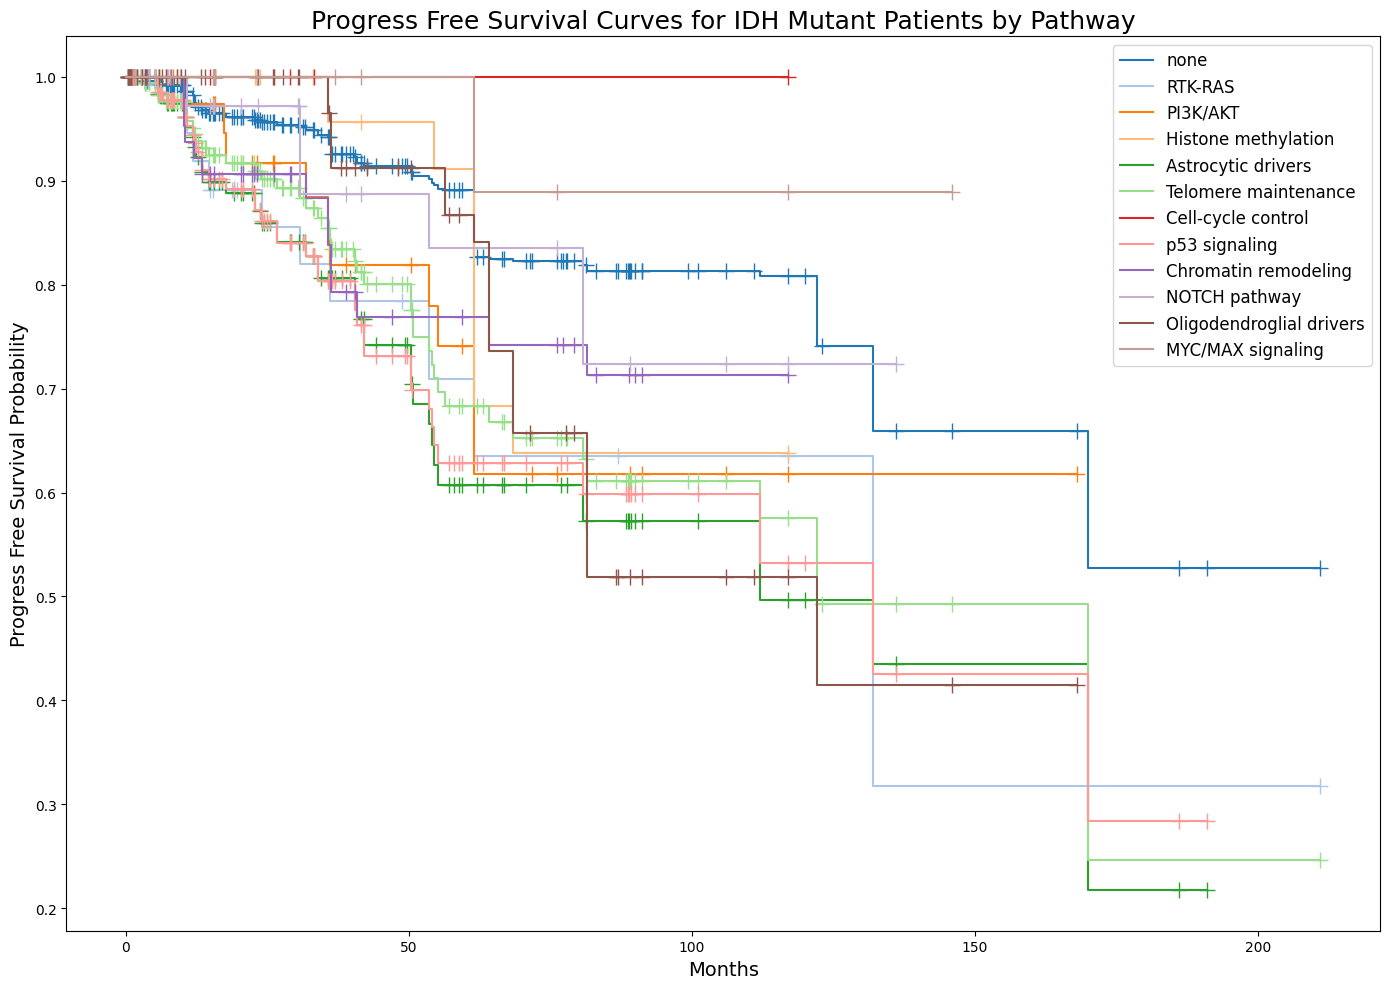 Progress Free Survival Curves for IDH Mutant Patients by Pathway
none
RTK-RAS
PI3K/AKT
Histone methylation
Astrocytic drivers
Telomere maintenance
Cell-cycle control
p53 signaling
Chromatin remodeling
NOTCH pathway
Oligodendroglial drivers
MYC/MAX signaling
Progress Free Survival Probability
1.0
0.9
0.8
0.7
0.6
0.5
0.4
0.3
0.2
0
50
100
150
200
Months